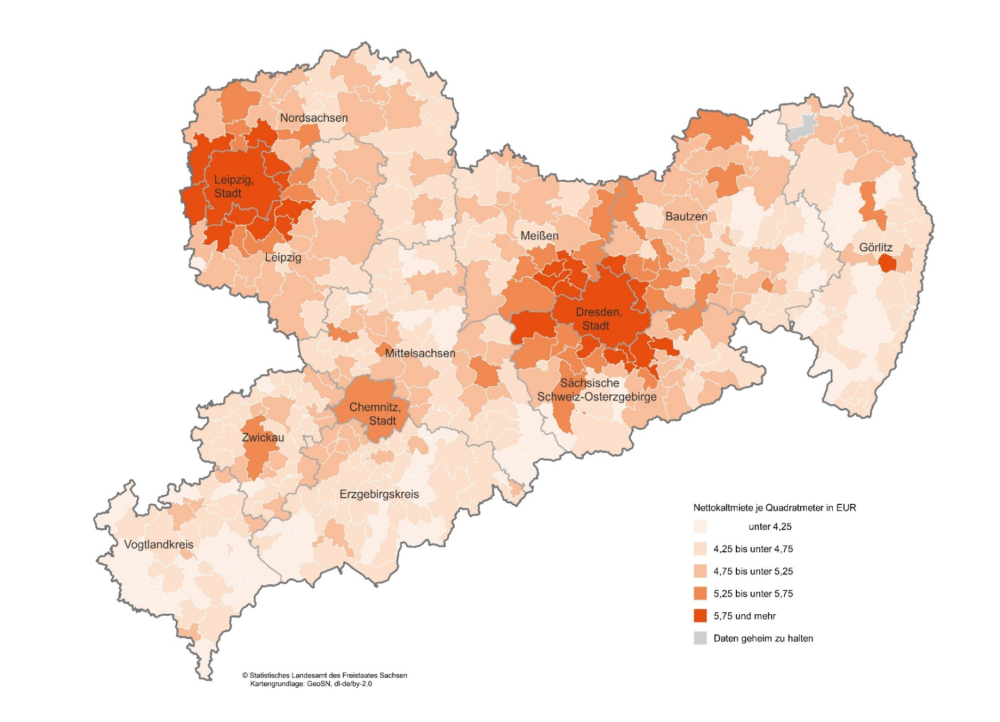 Nordsachsen
Leipzig,
Stadt
Bautzen
Meißen
Görlitz
Leipzig
Dresden,
Stadt
Mittelsachsen
Sächsische
Schweiz-Osterzgebirge
Chemnitz,
Stadt
Zwickau
Erzgebirgskreis
Vogtlandkreis
Nettokaltmiete je Quadratmeter in EUR
unter 4,25
4,25 bis unter 4,75
4,75 bis unter 5,25
5,25 bis unter 5,75
5,75 und mehr
Daten geheim zu halten
© Statistisches Landesamt des Freistaates Sachsen
Kartengrundlage: GeoSN, dl-de/by-2.0